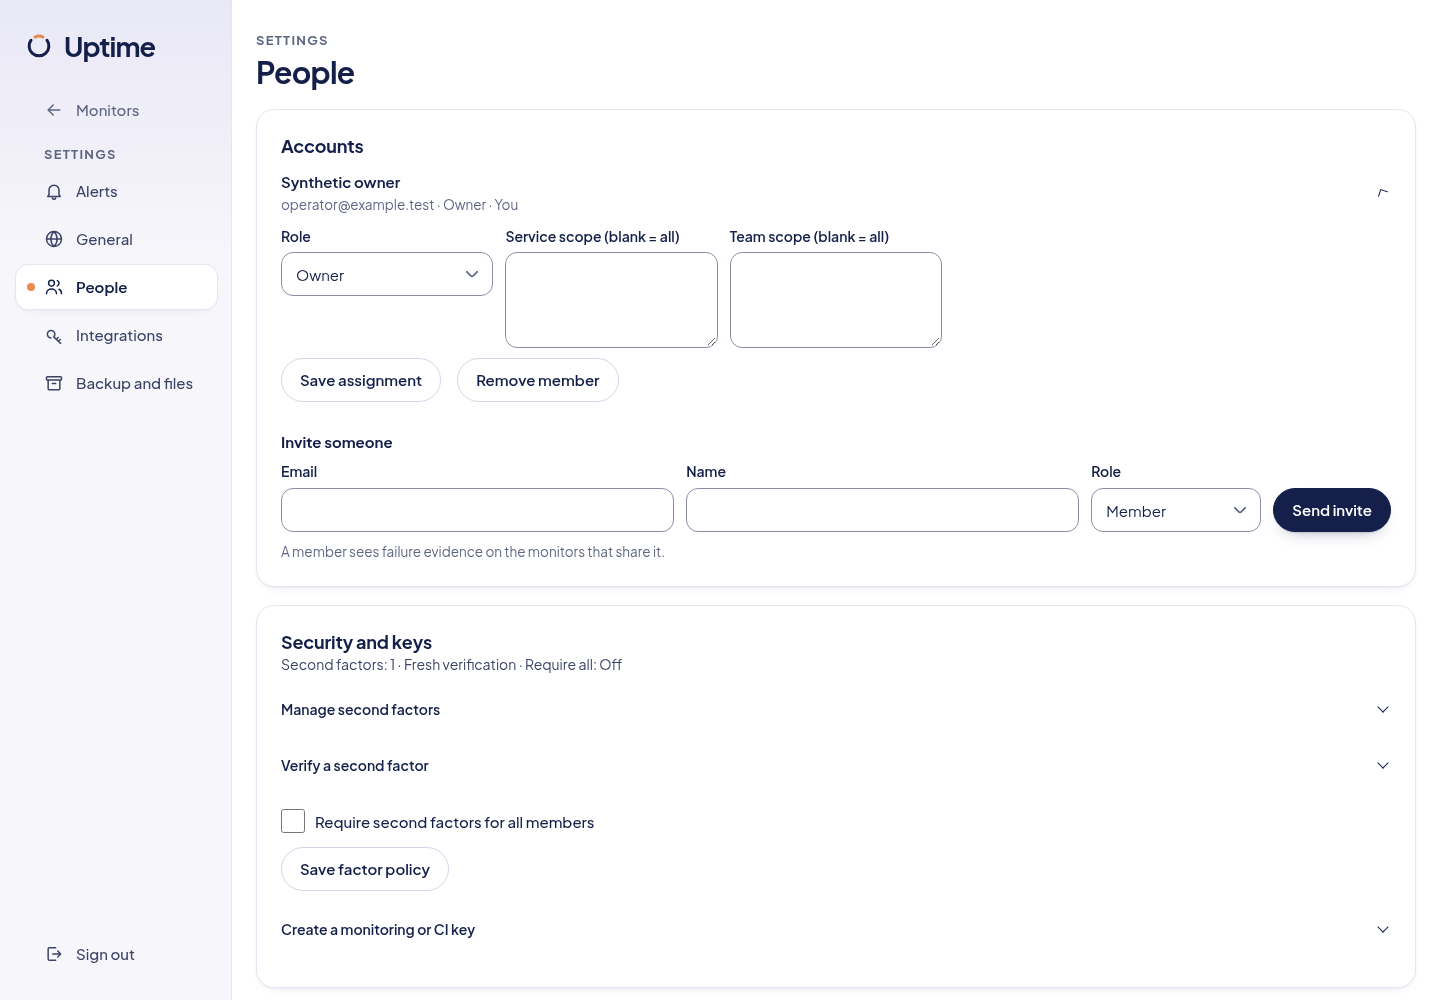 Uptime
Monitors
SETTINGS
Alerts
General
People
Integrations
Backup and files
Sign out
SETTINGS
People
Accounts
Synthetic owner
operator@example.test · Owner · You
Role
Service scope (blank = all)
Team scope (blank = all)
Owner
Save assignment
Remove member
Invite someone
Email
Name
Role
Member
Send invite
A member sees failure evidence on the monitors that share it.
Security and keys
Second factors: 1 · Fresh verification · Require all: Off
Manage second factors
Verify a second factor
Require second factors for all members
Save factor policy
Create a monitoring or CI key